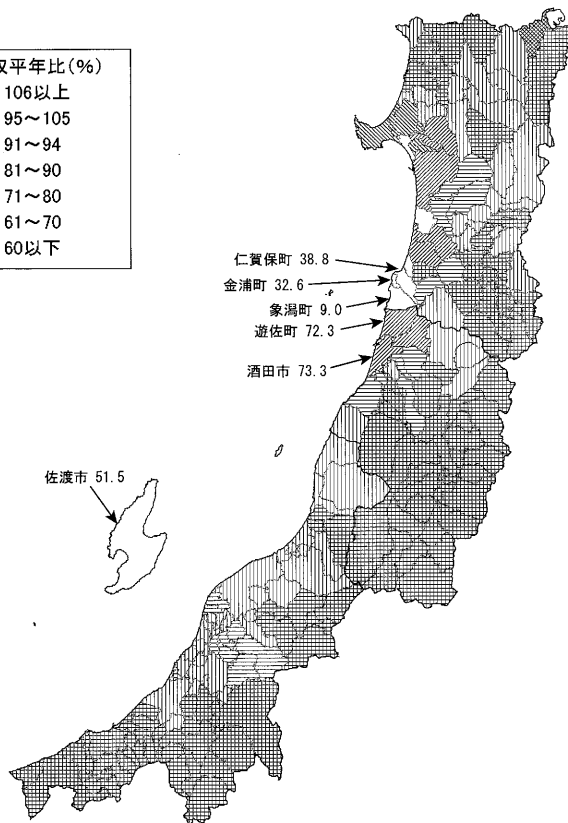 収平年比(%)
106以上
95～105
91～94
81～90
71～80
61～70
60以下
仁賀保町 38.8
金浦町 32.6
象潟町 9.0
遊佐町 72.3
酒田市 73.3
佐渡市 51.5